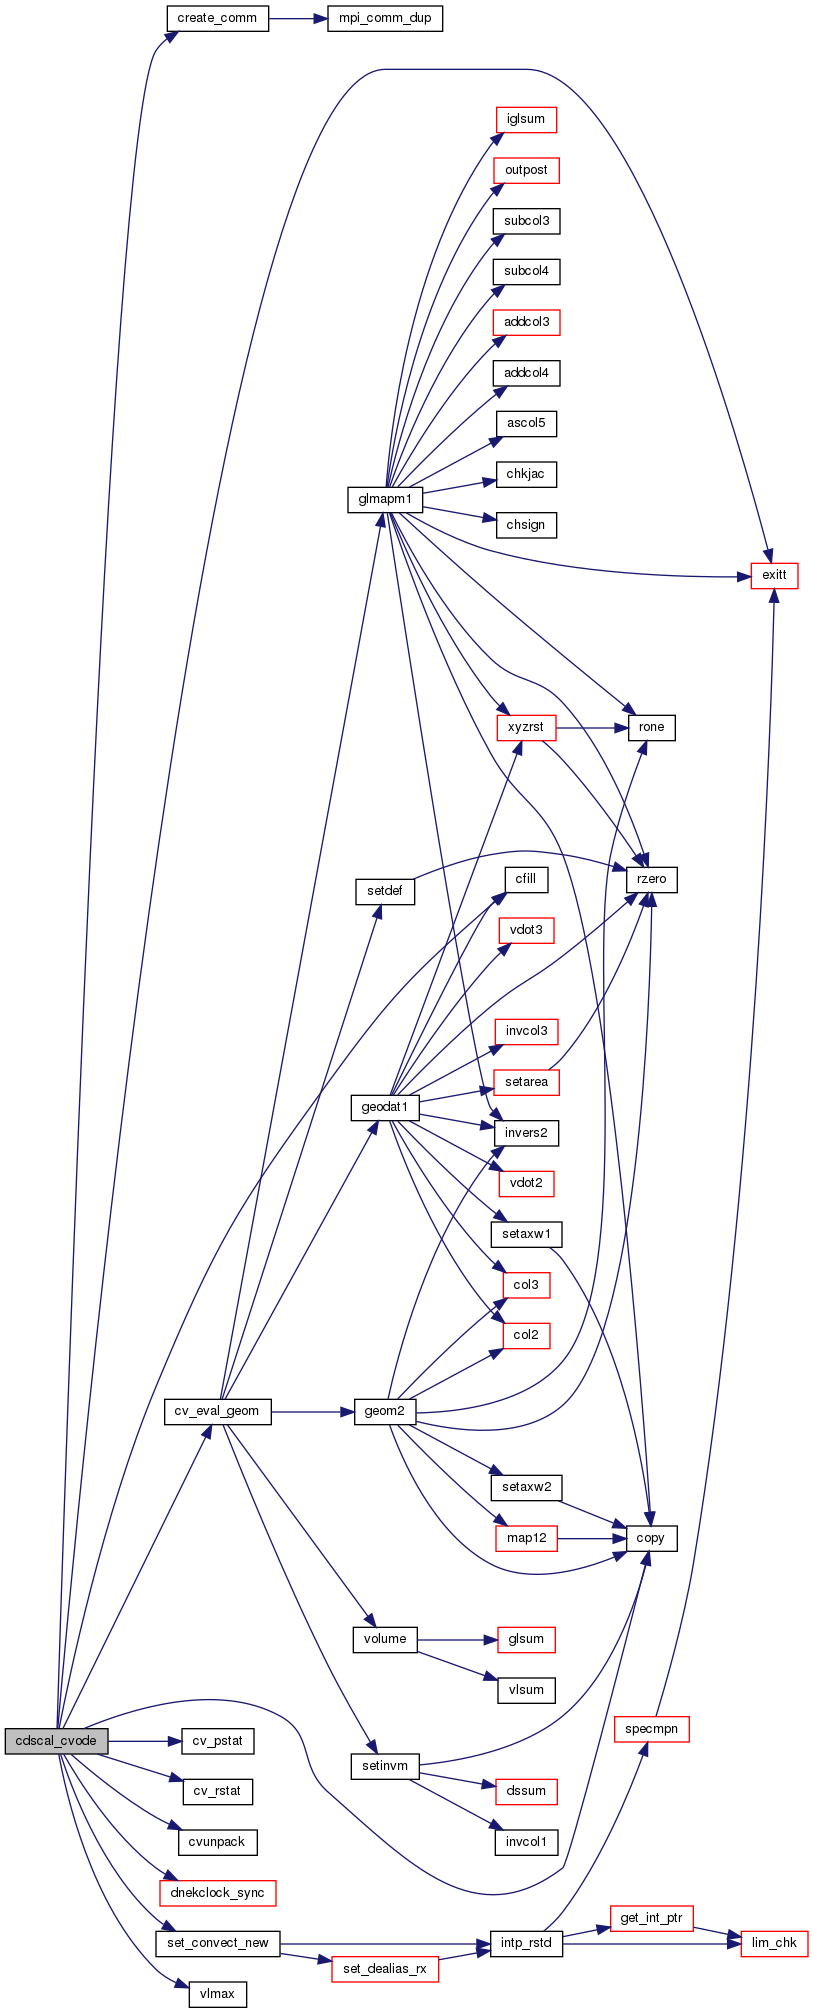 create_comm
mpi_comm_dup
iglsum
outpost
subcol3
subcol4
addcol3
addcol4
ascol5
chkjac
glmapm1
chsign
exitt
xyzrst
rone
cfill
rzero
setdef
vdot3
invcol3
setarea
geodat1
invers2
vdot2
setaxw1
col3
col2
cv_eval_geom
geom2
setaxw2
map12
copy
volume
glsum
vlsum
specmpn
cdscal_cvode
cv_pstat
setinvm
cv_rstat
dssum
cvunpack
invcol1
dnekclock_sync
get_int_ptr
set_convect_new
intp_rstd
lim_chk
set_dealias_rx
vlmax